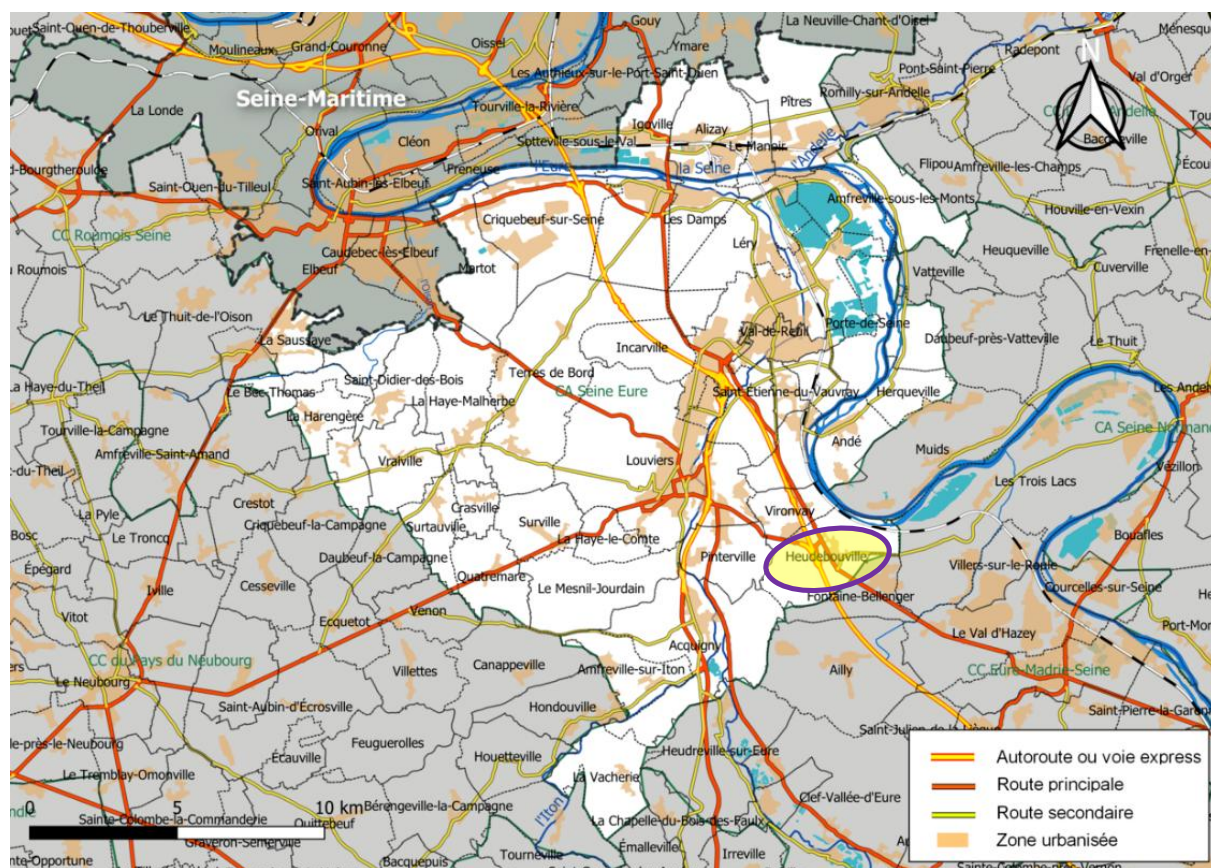 Saint-Ouen-de-Thouberville
Moulineaux
Grand-Couronne
Oissel
Gouy
La Neuville-Chant-d'Oisel
Ymare
Radepont
Pont-Saint-Pierre
N
Val d'Orger
Les Authieux-sur-le-Port-Saint-Ouen
La Londe
Seine-Maritime
Tourville-la-Rivière
Pîtres
Romilly-sur-Andelle
Orival
Cléon
Igoville
Alizay
Sotteville-sous-le-Val
Le Manoir
l'Andelle
Freneuse
l'Eure
la Seine
Flipou
Amfreville-les-Champs
Saint-Ouen-du-Tilleul
Saint-Aubin-lès-Elbeuf
Amfreville-sous-les-Monts
Houville-en-Vexin
Criquebeuf-sur-Seine
Les Damps
CC Roumois Seine
Léry
Caudebec-lès-Elbeuf
Heuqueville
Frenelle-en-
Elbeuf
Martot
Vatteville
Cuverville
Le Thuit-de-l'Oison
Val-de-Reuil
Porte-de-Seine
La Saussaye
Incarville
Daubeuf-près-Vatteville
Le Thuit
Saint-Didier-des-Bois
Terres de Bord
CA Seine Eure
Saint-Étienne-du-Vauvray
Herqueville
La Haye-du-Theil
Le Bec-Thomas
La Haye-Malherbe
La Harengère
Les Andelys
Tourville-la-Campagne
CA Seine Norman
Amfreville-Saint-Amand
Vraiville
Louviers
Andé
Muids
Vézillon
Les Trois Lacs
La Pyle
Crestot
Crasville
Criquebeuf-la-Campagne
Surtauville
Surville
Vironvay
Bosc
Le Troncq
La Haye-le-Comte
Bouafles
Daubeuf-la-Campagne
Pinterville
Heudebouville
Épégard
Cesseville
Quatremare
Villers-sur-le-Roule
Iville
Le Mesnil-Jourdain
Courcelles-sur-Seine
Fontaine-Bellenger
Vitot
Venon
Ecquetot
Le Val d'Hazey
Port-Mo
Acquigny
CC du Pays du Neubourg
Villettes
Canappeville
Amfreville-sur-Iton
Ailly
CC Eure-Madrie-Seine
Le Neubourg
Saint-Aubin-d'Écrosville
Hondouville
Saint-Pierre-la-Garen
Feuguerolles
Houetteville
Heudreville-sur-Eure
Autoroute ou voie express
Écauville
Le Tremblay-Omonville
La Vacherie
Route principale
0 5 10 km
Bérengeville-la-Campagne
Clef-Vallée-d'Eure
l'Iton
Route secondaire
Sainte-Colombe-la-Commanderie
Quittebeuf
La Chapelle-du-Bois-des-Faulx
Graveron-Sémerville
Émalleville
Zone urbanisée
Bacquepuis
Tourneville
Irreville